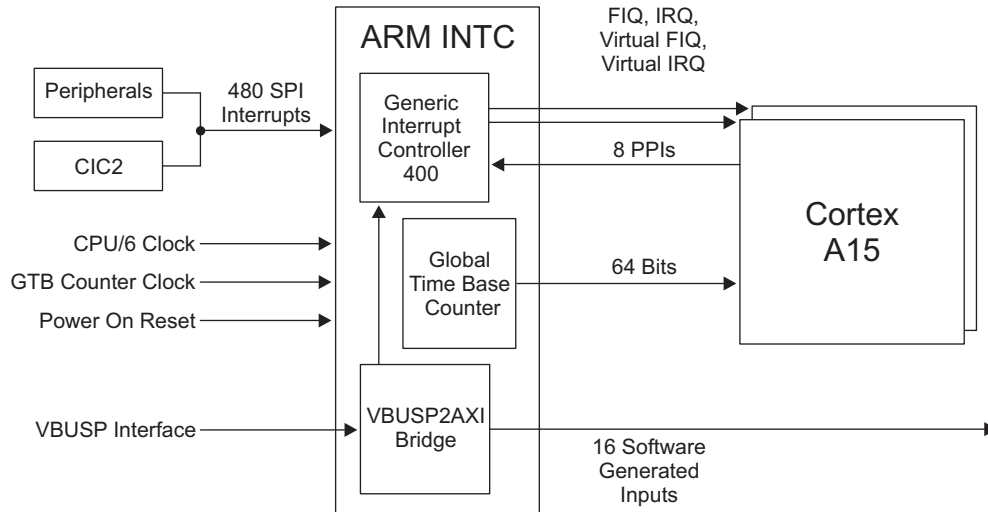 FIQ, IRQ,
Virtual FIQ,
Virtual IRQ
ARM INTC
Peripherals
480 SPI
Interrupts
CIC2
Generic
Interrupt
Controller
400
8 PPIs
Cortex
A15
CPU/6 Clock
GTB Counter Clock
Power On Reset
Global
Time Base
Counter
64 Bits
VBUSP Interface
VBUSP2AXI
Bridge
16 Software
Generated
Inputs